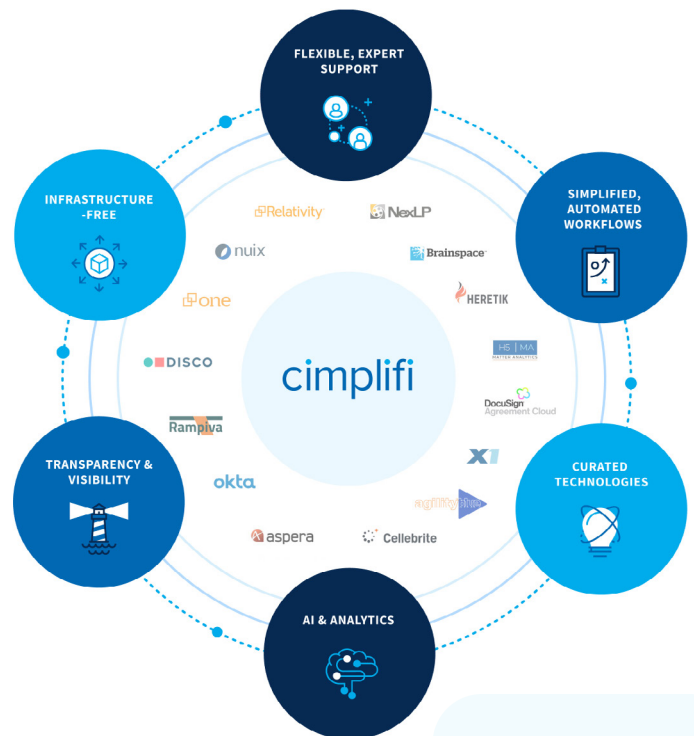 FLEXIBLE, EXPERT
SUPPORT
INFRASTRUCTURE
-FREE
SIMPLIFIED,
AUTOMATED
WORKFLOWS
Relativity
NexLP
nuix
Brainspace
one
HERETIK
HS | MA
MATTER ANALYTICS
DISCO
cimplifi
DocuSign
Agreement Cloud
Rampiva
X1
TRANSPARENCY &
VISIBILITY
okta
CURATED
TECHNOLOGIES
aspera
Cellebrite
AI & ANALYTICS